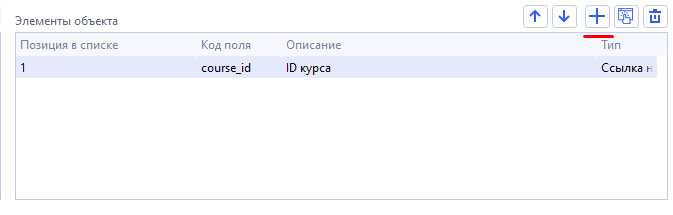 Элементы объекта
Позиция в списке Код поля Описание Тип
1 course_id ID курса Ссылка н